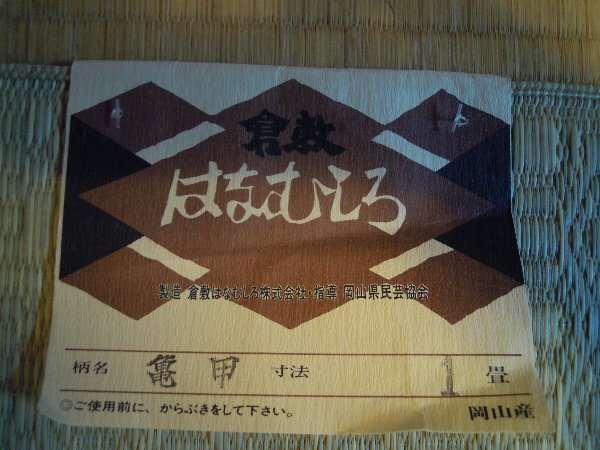 倉敷
はなむしろ
製造 倉敷はなむしろ株式会社・指導 岡山県民芸協会
柄名 亀甲 寸法 1畳
◎ご使用前に、からぶきをして下さい。 岡山産